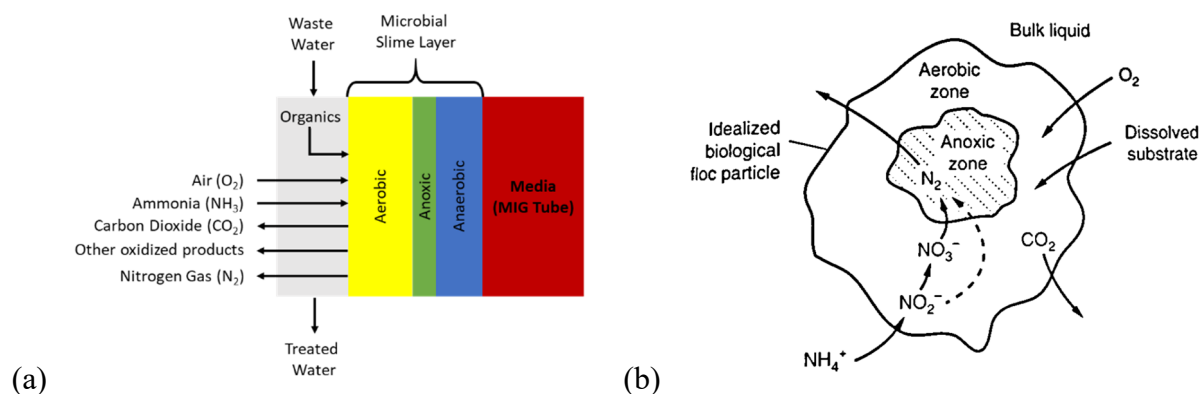 Waste
Water
Microbial
Slime Layer
Organics
Air (O₂)
Ammonia (NH₃)
Carbon Dioxide (CO₂)
Other oxidized products
Nitrogen Gas (N₂)
Aerobic
Anoxic
Anaerobic
Media
(MIG Tube)
Treated
Water
(a)
Bulk liquid
Aerobic
zone
O₂
Idealized
biological
floc particle
Anoxic
zone
N₂
Dissolved
substrate
NO₃⁻
CO₂
NO₂⁻
NH₄⁺
(b)